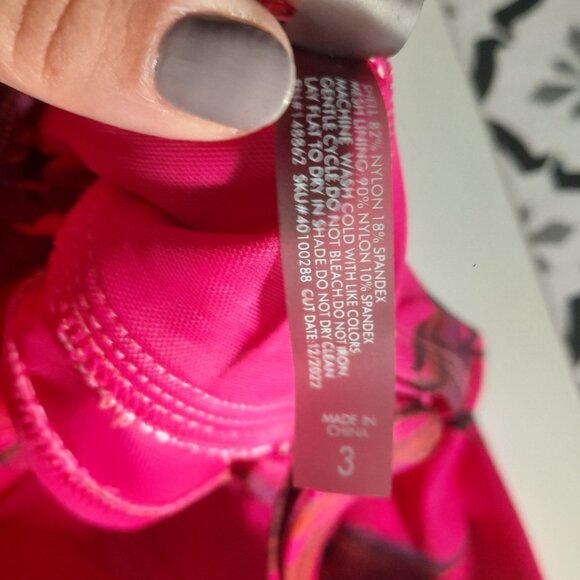 SHELL 82% NYLON 18% SPANDEX
MESH LINING 90% NYLON 10% SPANDEX
MACHINE WASH COLD WITH LIKE COLORS
GENTLE CYCLE.DO NOT BLEACH.DO NOT IRON
LAY FLAT TO DRY IN SHADE.DO NOT DRY CLEAN
RN#148862 SKU#40100288 CUT DATE:12/2022
MADE IN
CHINA
3